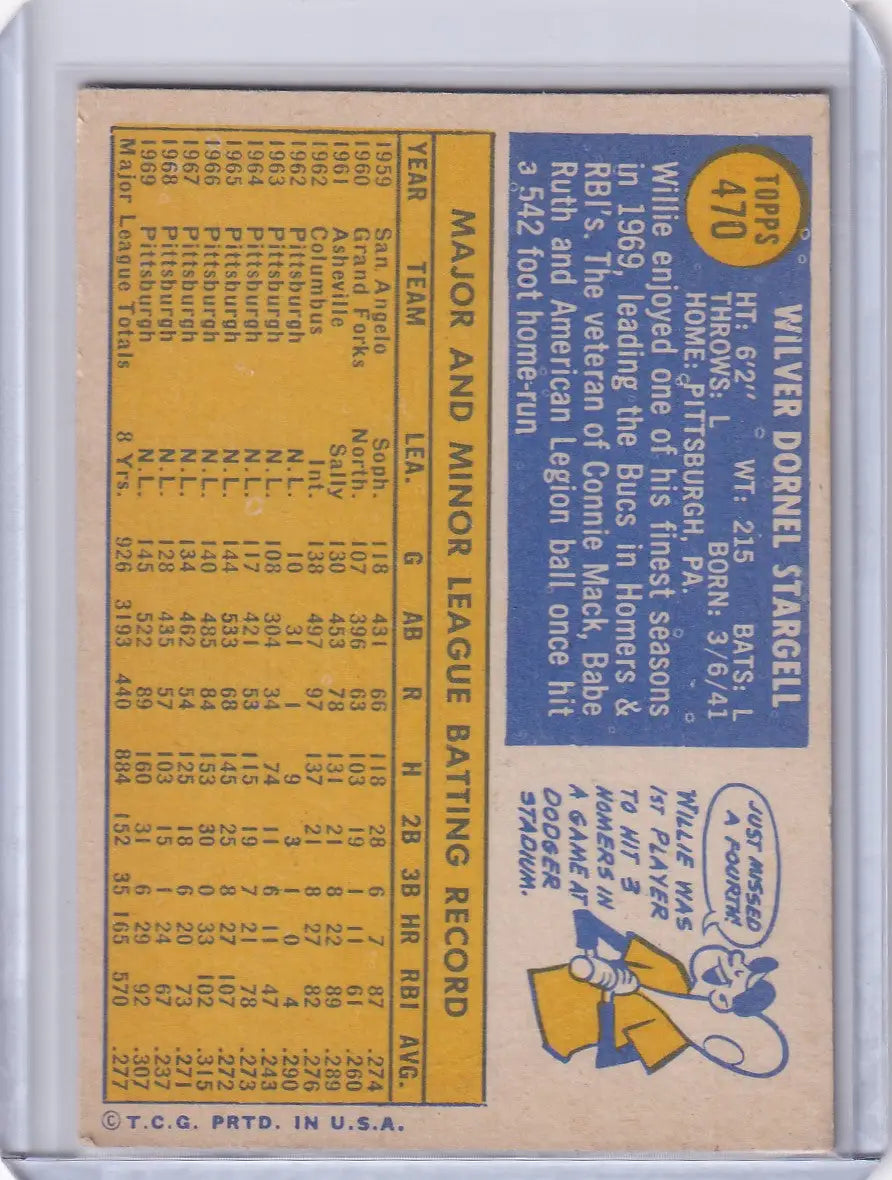 TOPPS
470
WILVER DORNEL STARGELL
HT: 6'2" WT: 215 BATS: L
THROWS: L BORN: 3/6/41
HOME: PITTSBURGH, PA.
Willie enjoyed one of his finest seasons
in 1969, leading the Bucs in Homers &
RBI's. The veteran of Connie Mack, Babe
Ruth and American Legion ball once hit
a 542 foot home-run
JUST MISSED
A FOURTH!
WILLIE WAS
1ST PLAYER
TO HIT 3
HOMERS IN
A GAME AT
DODGER
STADIUM.
MAJOR AND MINOR LEAGUE BATTING RECORD
YEAR TEAM LEA. G AB R H 2B 3B HR RBI AVG.
1959 San Angelo Soph. 118 431 66 118 28 6 7 87 .274
1960 Grand Forks North. 107 396 63 103 19 1 11 61 .260
1961 Asheville Sally 130 453 78 131 21 8 22 89 .289
1962 Columbus Int. 138 497 97 137 21 8 27 82 .276
1962 Pittsburgh N.L. 10 31 1 9 3 1 0 4 .290
1963 Pittsburgh N.L. 108 304 34 74 11 6 11 47 .243
1964 Pittsburgh N.L. 117 421 53 115 19 7 21 78 .273
1965 Pittsburgh N.L. 144 533 68 145 25 8 27 107 .272
1966 Pittsburgh N.L. 140 485 84 153 30 0 33 102 .315
1967 Pittsburgh N.L. 134 462 54 125 18 6 20 73 .271
1968 Pittsburgh N.L. 128 435 57 103 15 1 24 67 .237
1969 Pittsburgh N.L. 145 522 89 160 31 6 29 92 .307
Major League Totals 8 Yrs. 926 3193 440 884 152 35 165 570 .277
© T.C.G. PRTD. IN U.S.A.